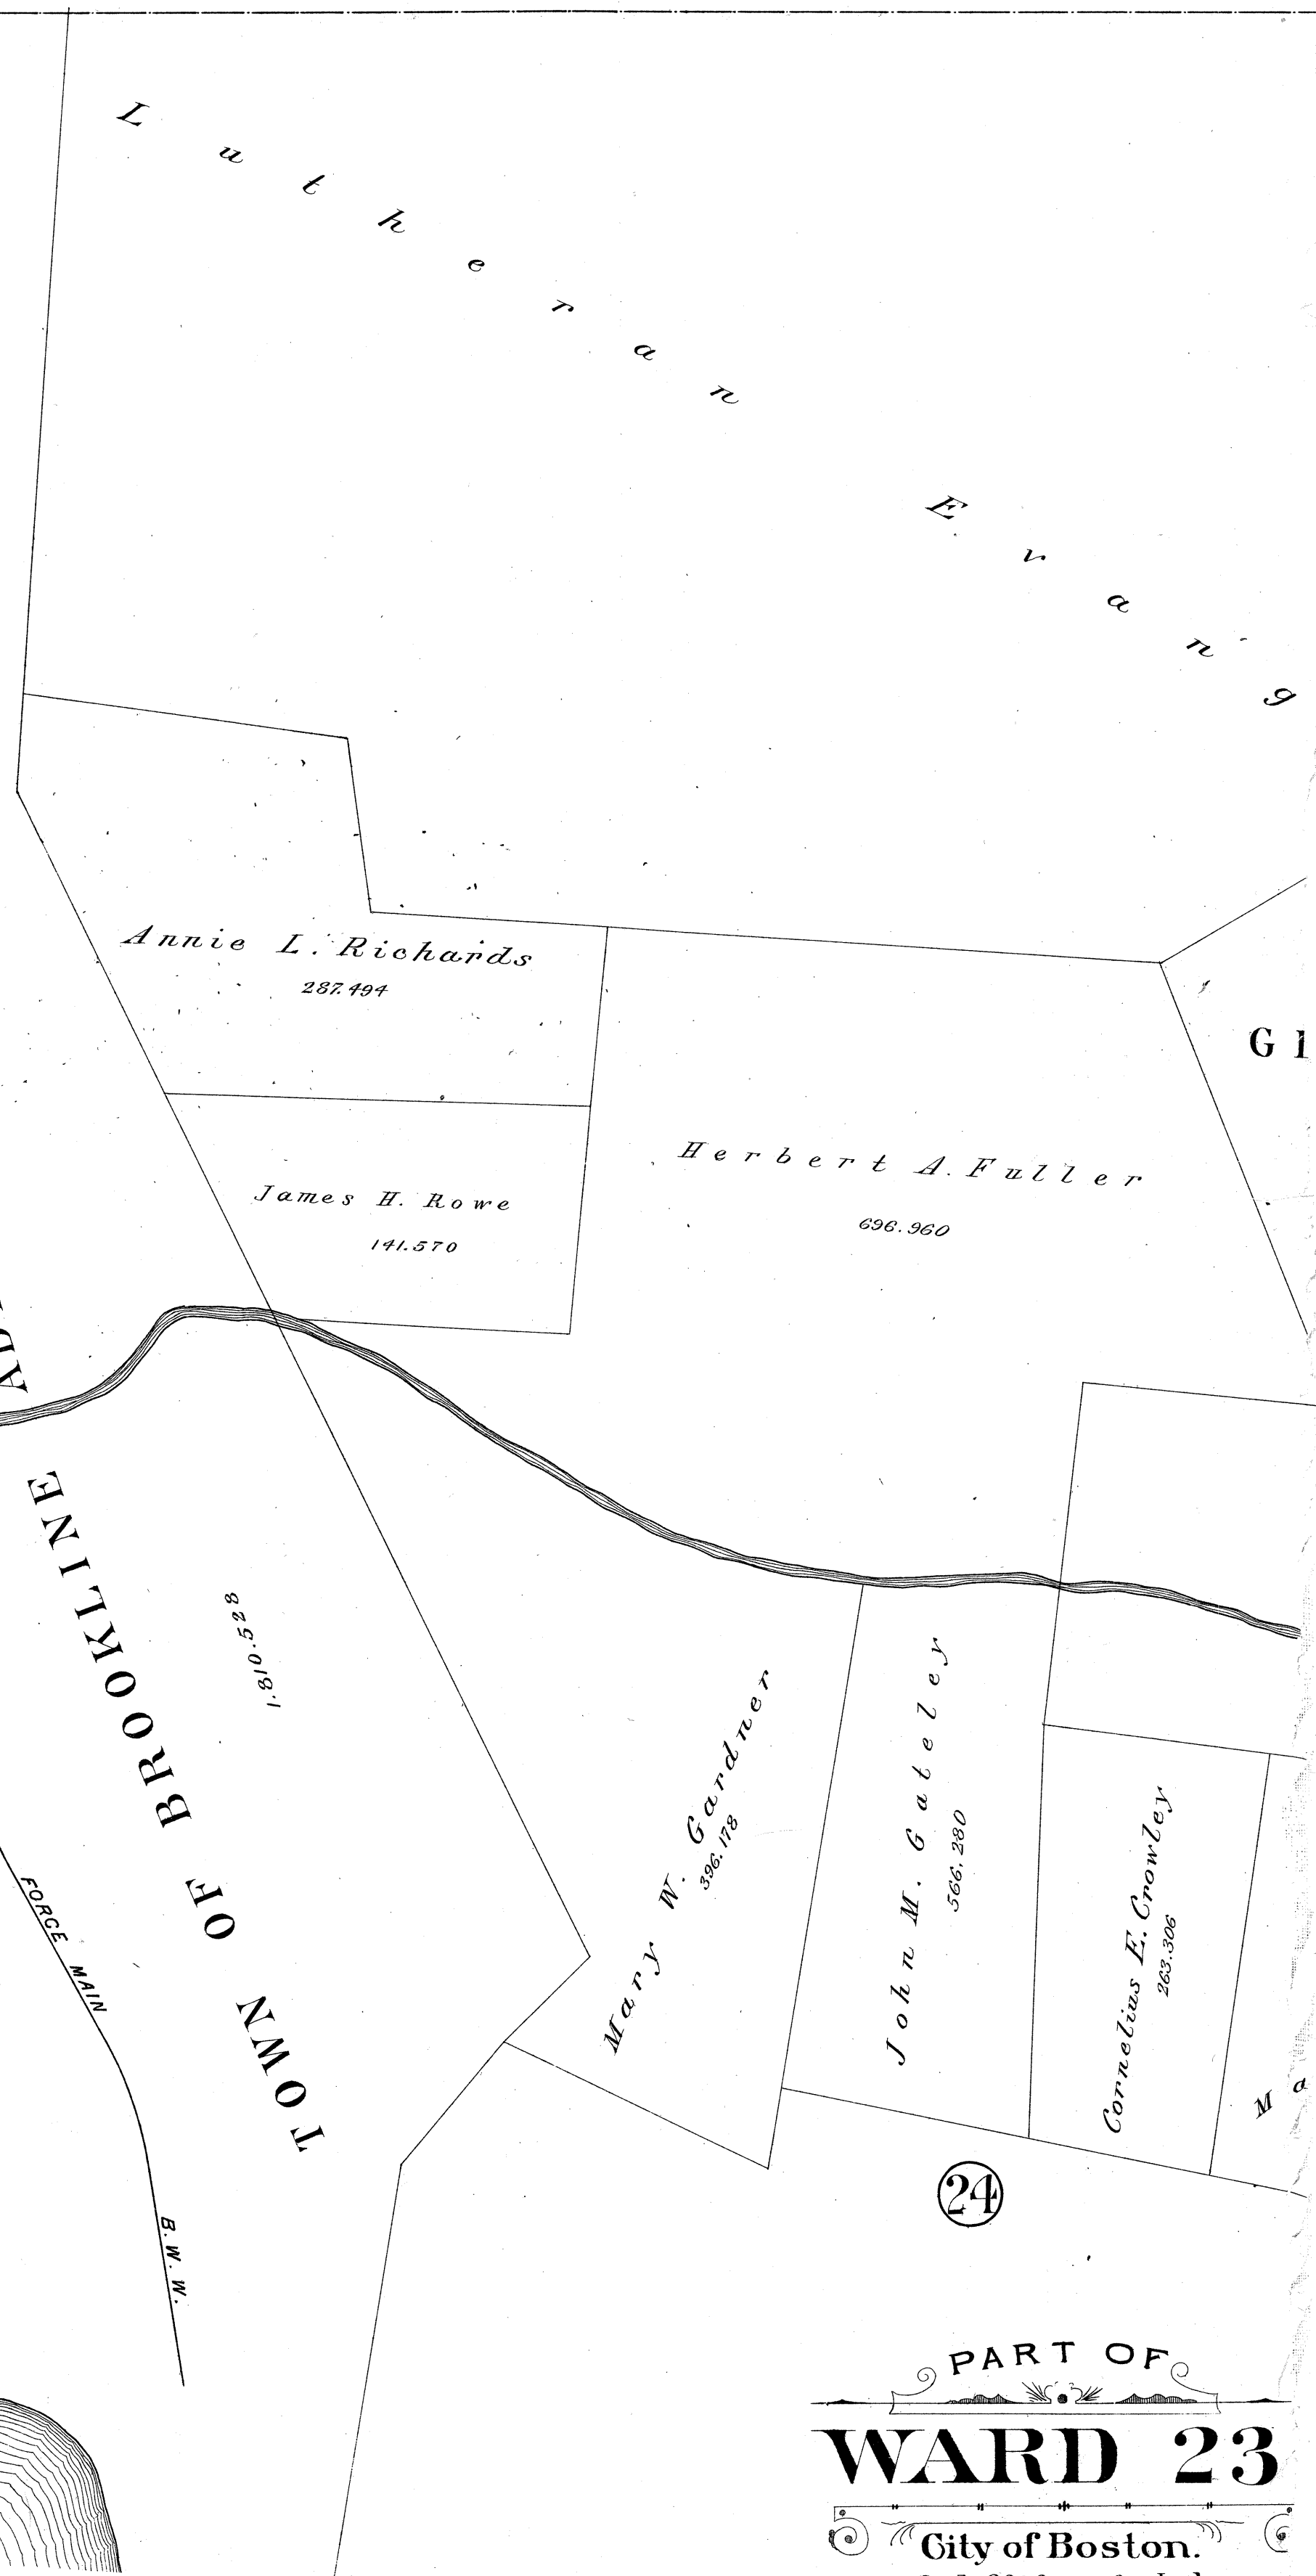 Lutheran Evang
Annie L. Richards
287.494
G
James H. Rowe
141.570
Herbert A. Fuller
696.960
TOWN OF BROOKLINE
1.810.528
FORCE MAIN
B. W. W.
Mary W. Gardner
396.178
John M. Gateley
566.280
Cornelius E. Crowley
263.306
Ma
24
PART OF
WARD 23
City of Boston.